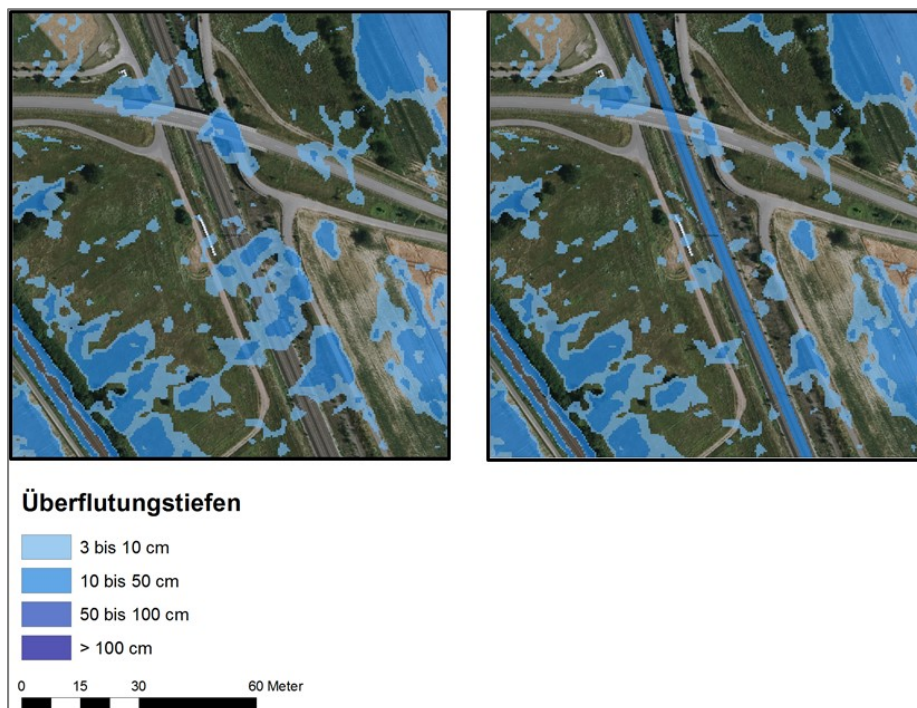 Überflutungstiefen
3 bis 10 cm
10 bis 50 cm
50 bis 100 cm
> 100 cm
0 15 30 60 Meter